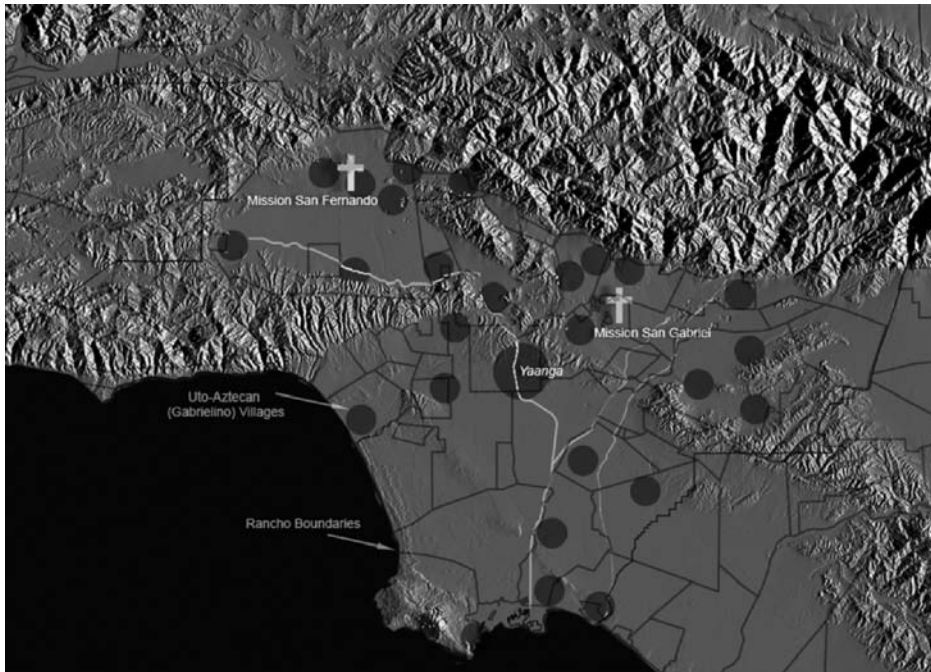 Mission San Fernando
Mission San Gabriel
Yaanga
Uto-Aztecan
(Gabrielino) Villages
Rancho Boundaries